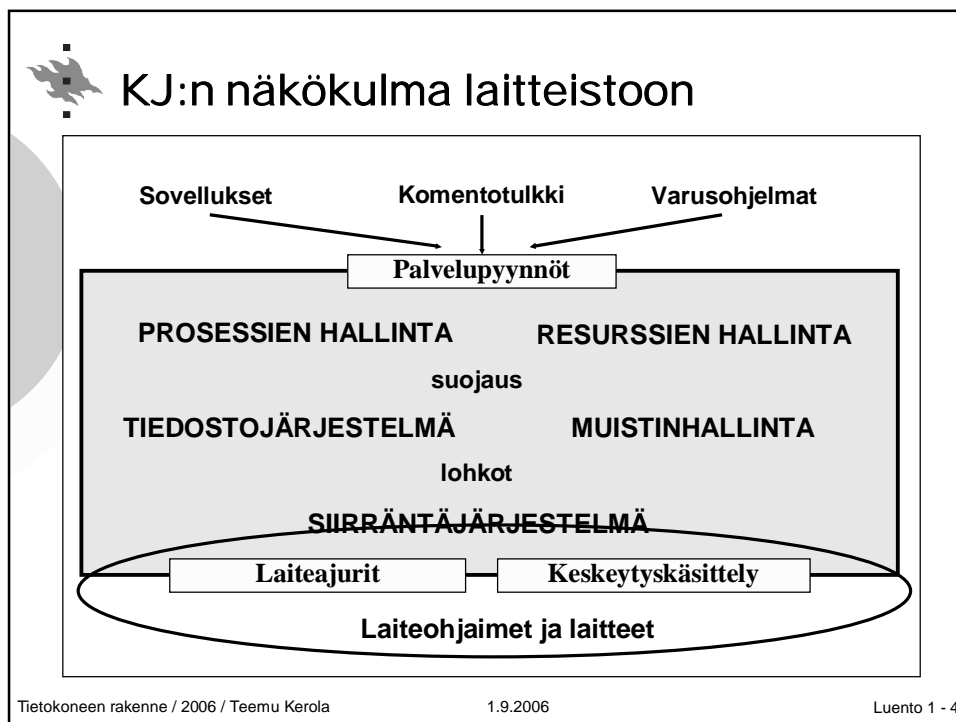 KJ:n näkökulma laitteistoon
Sovellukset Komentotulkki Varusohjelmat
Palvelupyynnöt
PROSESSIEN HALLINTA RESURSSIEN HALLINTA
suojaus
TIEDOSTOJÄRJESTELMÄ MUISTINHALLINTA
lohkot
SIIRRÄNTÄJÄRJESTELMÄ
Laiteajurit Keskeytyskäsittely
Laiteohjaimet ja laitteet
Tietokoneen rakenne / 2006 / Teemu Kerola 1.9.2006 Luento 1 - 4